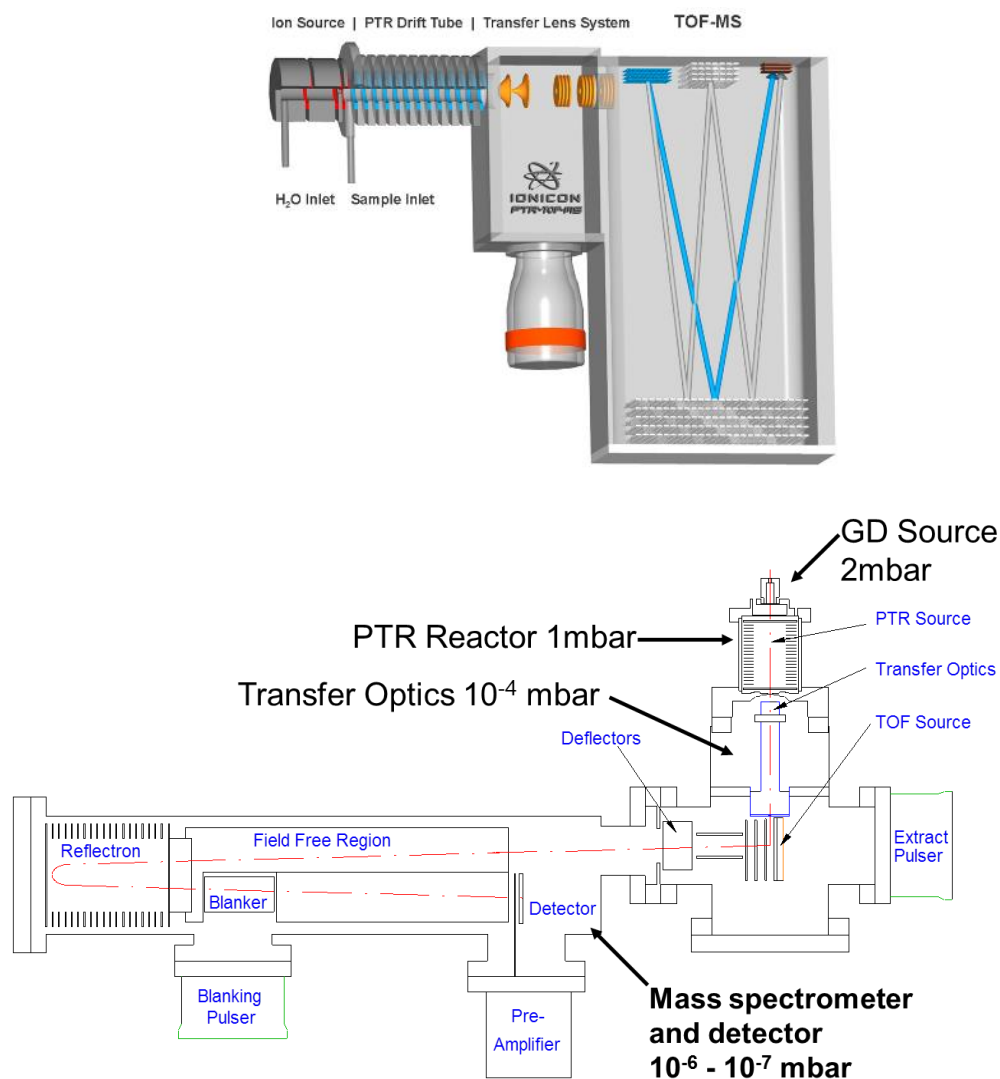 Ion Source | PTR Drift Tube | Transfer Lens System
TOF-MS
H₂O Inlet
Sample Inlet
IONICON
PTR-TOF-MS
GD Source
2mbar
PTR Source
PTR Reactor 1mbar
Transfer Optics
Transfer Optics 10⁻⁴ mbar
TOF Source
Deflectors
Field Free Region
Reflectron
Extract
Pulser
Blanker
Detector
Blanking
Pulser
Pre-
Amplifier
Mass spectrometer
and detector
10⁻⁶ - 10⁻⁷ mbar